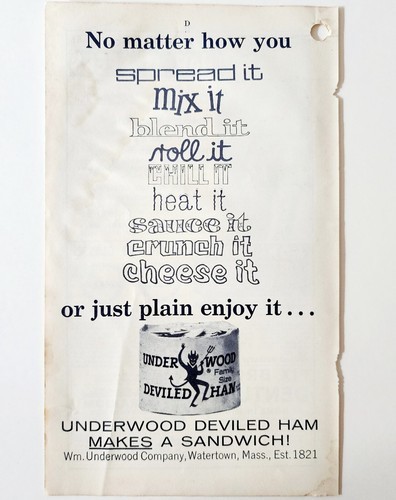 D
No matter how you
spread it
mix it
blend it
roll it
CHILL IT
heat it
sauce it
crunch it
cheese it
or just plain enjoy it...
UNDERWOOD
Family
Size
DEVILED HAM
UNDERWOOD DEVILED HAM
MAKES A SANDWICH!
Wm. Underwood Company, Watertown, Mass., Est. 1821